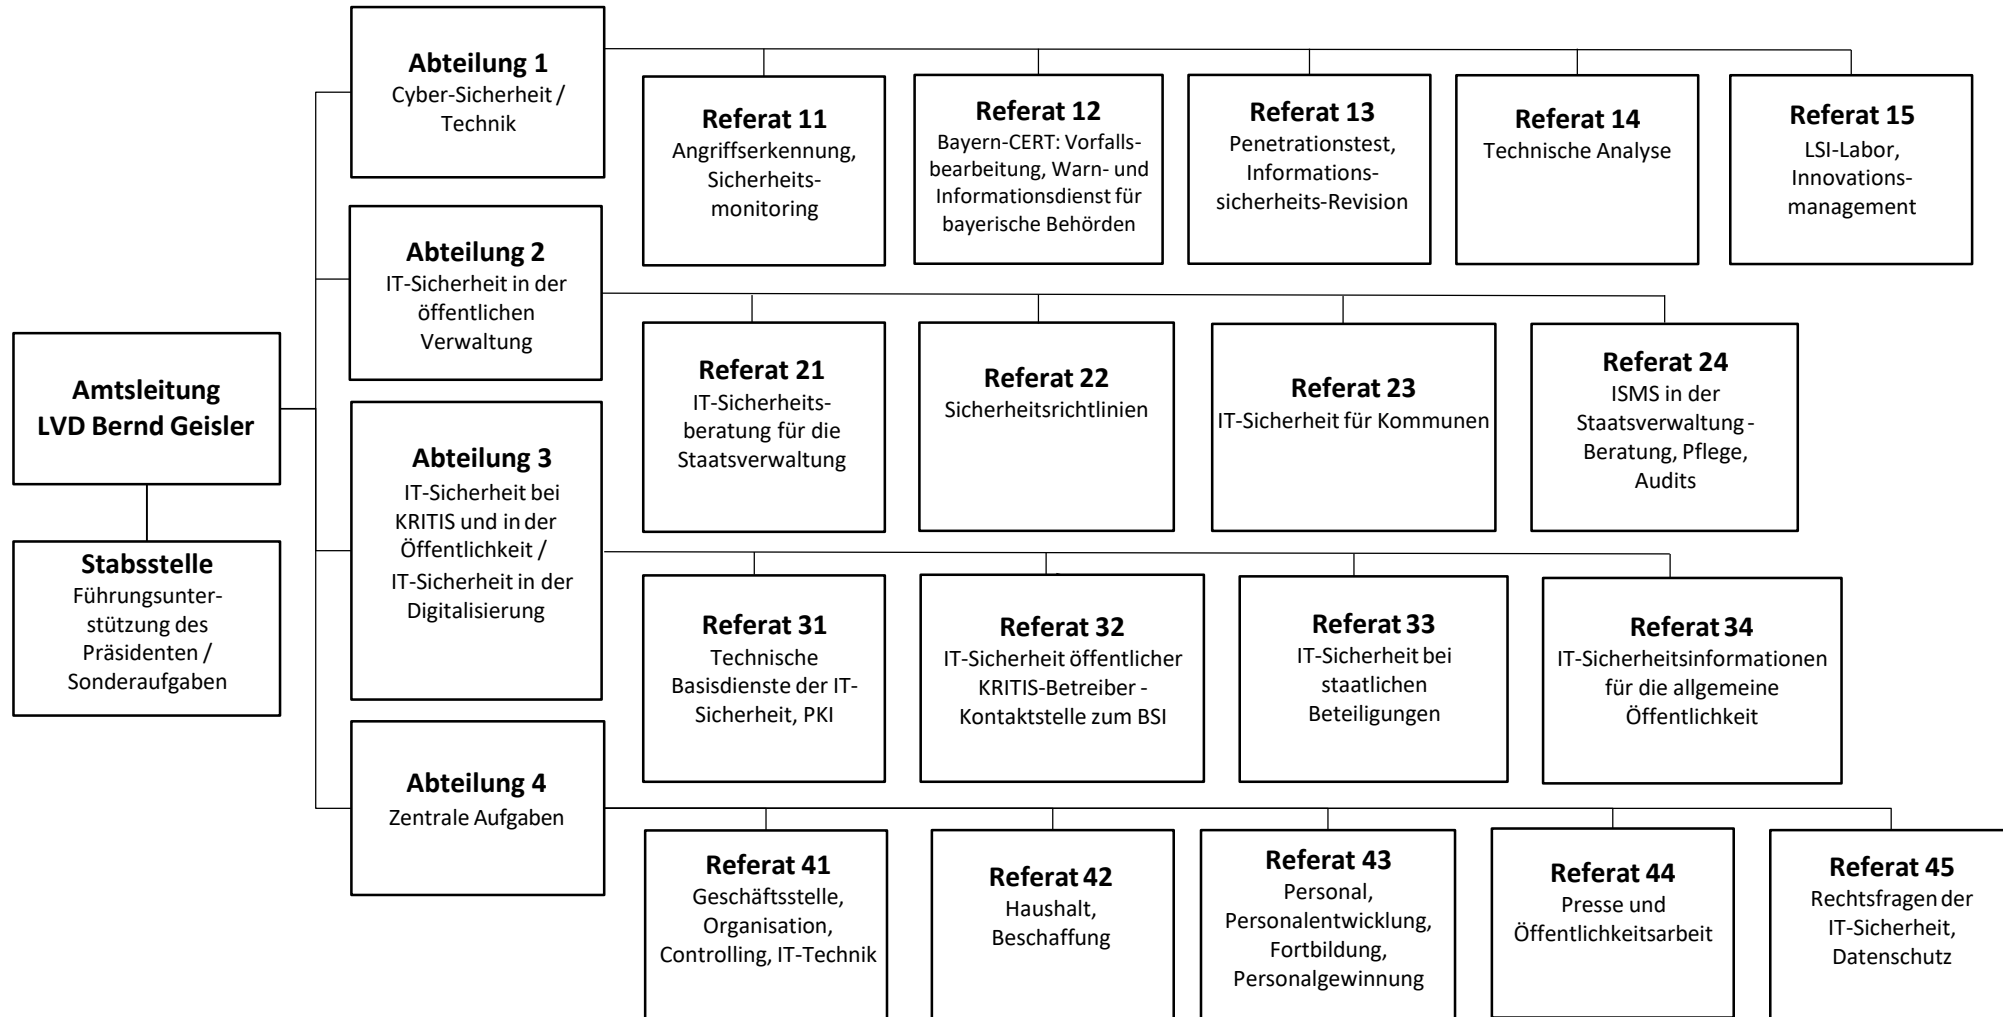 Abteilung 1
Cyber-Sicherheit /
Technik
Referat 11
Angriffserkennung,
Sicherheits-
monitoring
Referat 12
Bayern-CERT: Vorfalls-
bearbeitung, Warn- und
Informationsdienst für
bayerische Behörden
Referat 13
Penetrationstest,
Informations-
sicherheits-Revision
Referat 14
Technische Analyse
Referat 15
LSI-Labor,
Innovations-
management
Abteilung 2
IT-Sicherheit in der
öffentlichen
Verwaltung
Referat 21
IT-Sicherheits-
beratung für die
Staatsverwaltung
Referat 22
Sicherheitsrichtlinien
Referat 23
IT-Sicherheit für Kommunen
Referat 24
ISMS in der
Staatsverwaltung -
Beratung, Pflege,
Audits
Amtsleitung
LVD Bernd Geisler
Stabsstelle
Führungsunter-
stützung des
Präsidenten /
Sonderaufgaben
Abteilung 3
IT-Sicherheit bei
KRITIS und in der
Öffentlichkeit /
IT-Sicherheit in der
Digitalisierung
Referat 31
Technische
Basisdienste der IT-
Sicherheit, PKI
Referat 32
IT-Sicherheit öffentlicher
KRITIS-Betreiber -
Kontaktstelle zum BSI
Referat 33
IT-Sicherheit bei
staatlichen
Beteiligungen
Referat 34
IT-Sicherheitsinformationen
für die allgemeine
Öffentlichkeit
Abteilung 4
Zentrale Aufgaben
Referat 41
Geschäftsstelle,
Organisation,
Controlling, IT-Technik
Referat 42
Haushalt,
Beschaffung
Referat 43
Personal,
Personalentwicklung,
Fortbildung,
Personalgewinnung
Referat 44
Presse und
Öffentlichkeitsarbeit
Referat 45
Rechtsfragen der
IT-Sicherheit,
Datenschutz